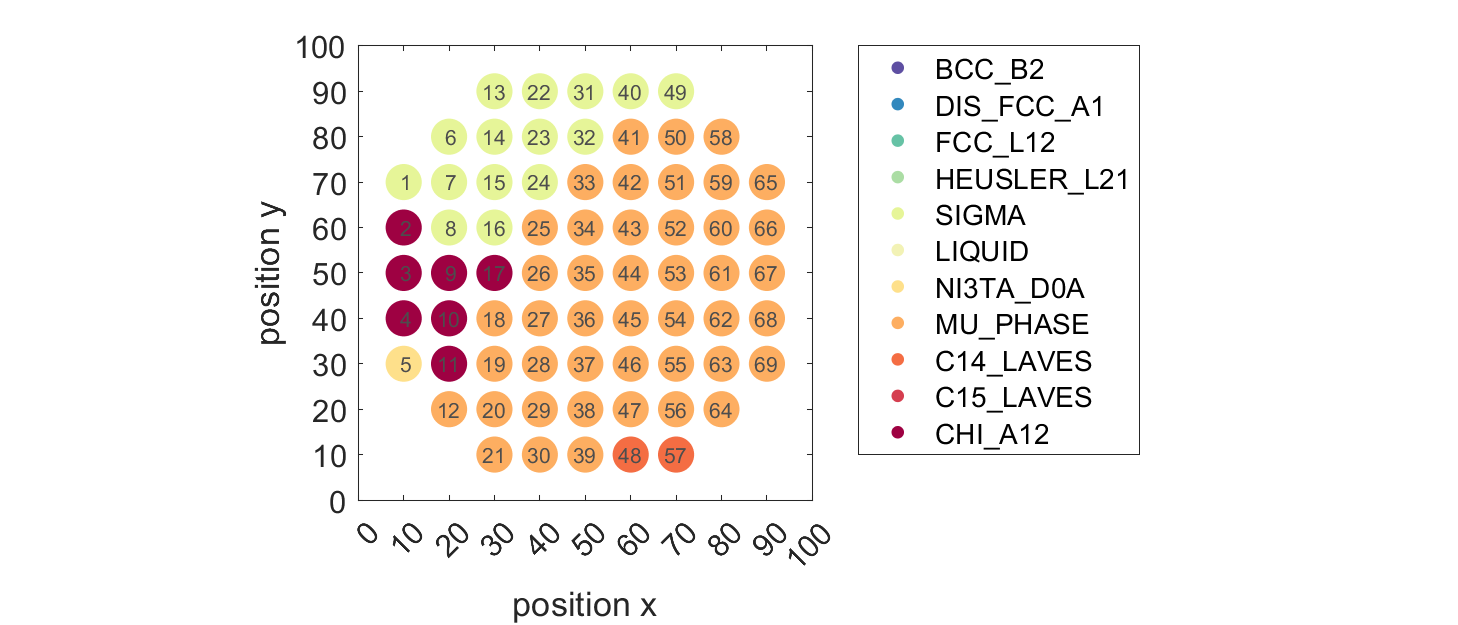 100
90
80
70
60
50
40
30
20
10
0
position y
13 22 31 40 49
6 14 23 32 41 50 58
1 7 15 24 33 42 51 59 65
2 8 16 25 34 43 52 60 66
3 9 17 26 35 44 53 61 67
4 10 18 27 36 45 54 62 68
5 11 19 28 37 46 55 63 69
12 20 29 38 47 56 64
21 30 39 48 57
0 10 20 30 40 50 60 70 80 90 100
position x
BCC_B2
DIS_FCC_A1
FCC_L12
HEUSLER_L21
SIGMA
LIQUID
NI3TA_D0A
MU_PHASE
C14_LAVES
C15_LAVES
CHI_A12